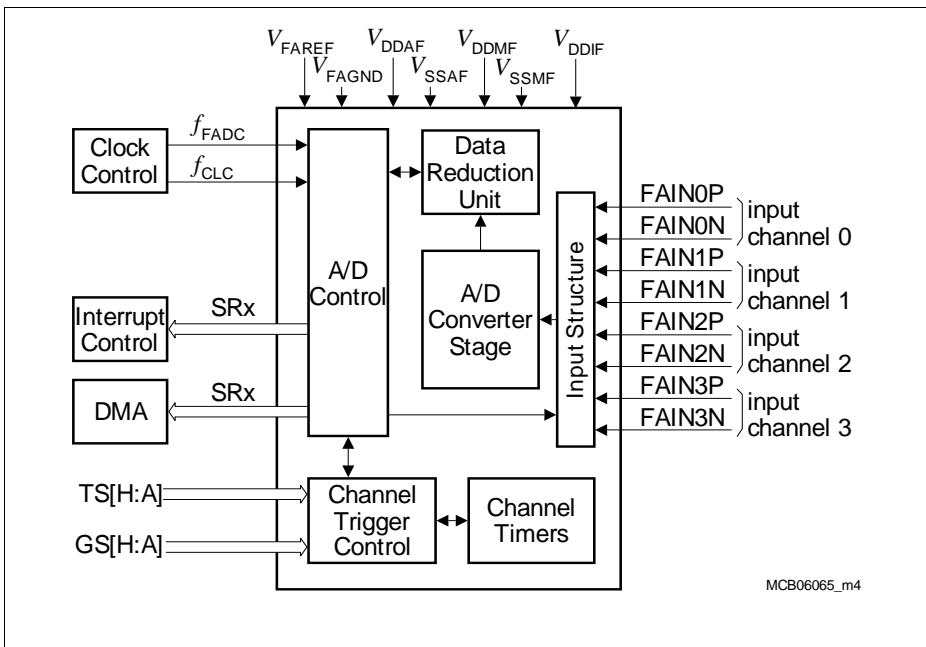 VFAREF
VDDAF
VDDMF
VDDIF
VFAGND
VSSAF
VSSMF
Clock
Control
fFADC
fCLC
A/D
Control
Data
Reduction
Unit
A/D
Converter
Stage
Input Structure
FAIN0P
FAIN0N
input
channel 0
FAIN1P
FAIN1N
input
channel 1
FAIN2P
FAIN2N
input
channel 2
FAIN3P
FAIN3N
input
channel 3
Interrupt
Control
SRx
DMA
SRx
TS[H:A]
GS[H:A]
Channel
Trigger
Control
Channel
Timers
MCB06065_m4